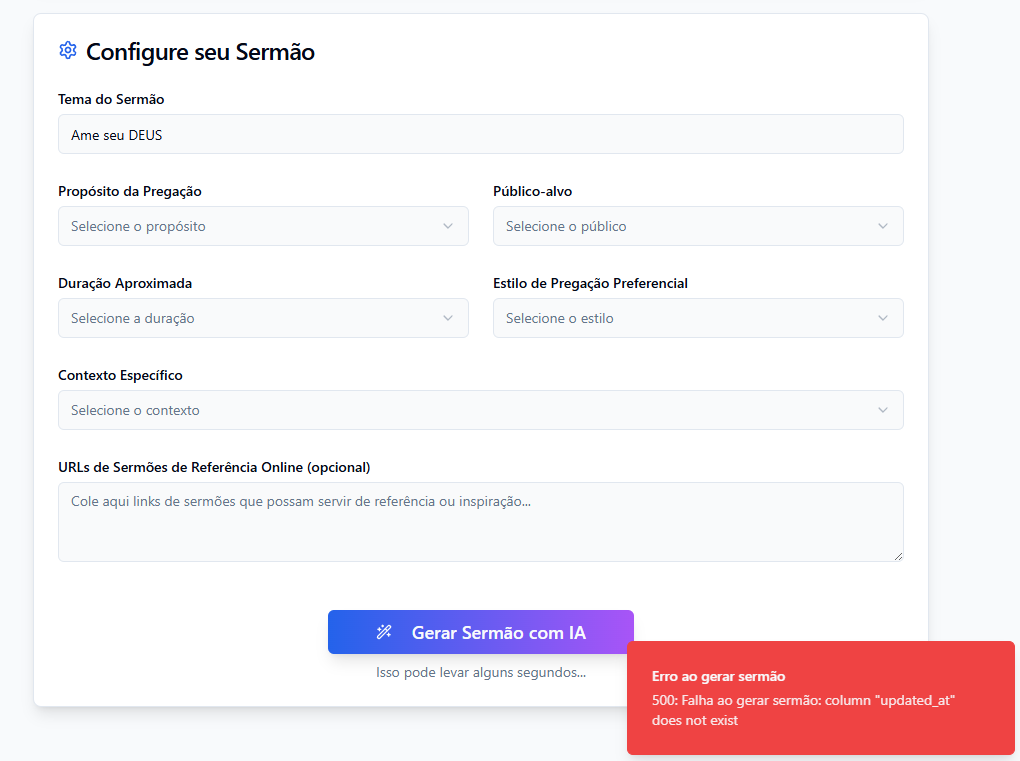 Configure seu Sermão
Tema do Sermão
Ame seu DEUS
Propósito da Pregação
Público-alvo
Selecione o propósito
Selecione o público
Duração Aproximada
Estilo de Pregação Preferencial
Selecione a duração
Selecione o estilo
Contexto Específico
Selecione o contexto
URLs de Sermões de Referência Online (opcional)
Cole aqui links de sermões que possam servir de referência ou inspiração...
Gerar Sermão com IA
Isso pode levar alguns segundos...
Erro ao gerar sermão
500: Falha ao gerar sermão: column "updated_at"
does not exist